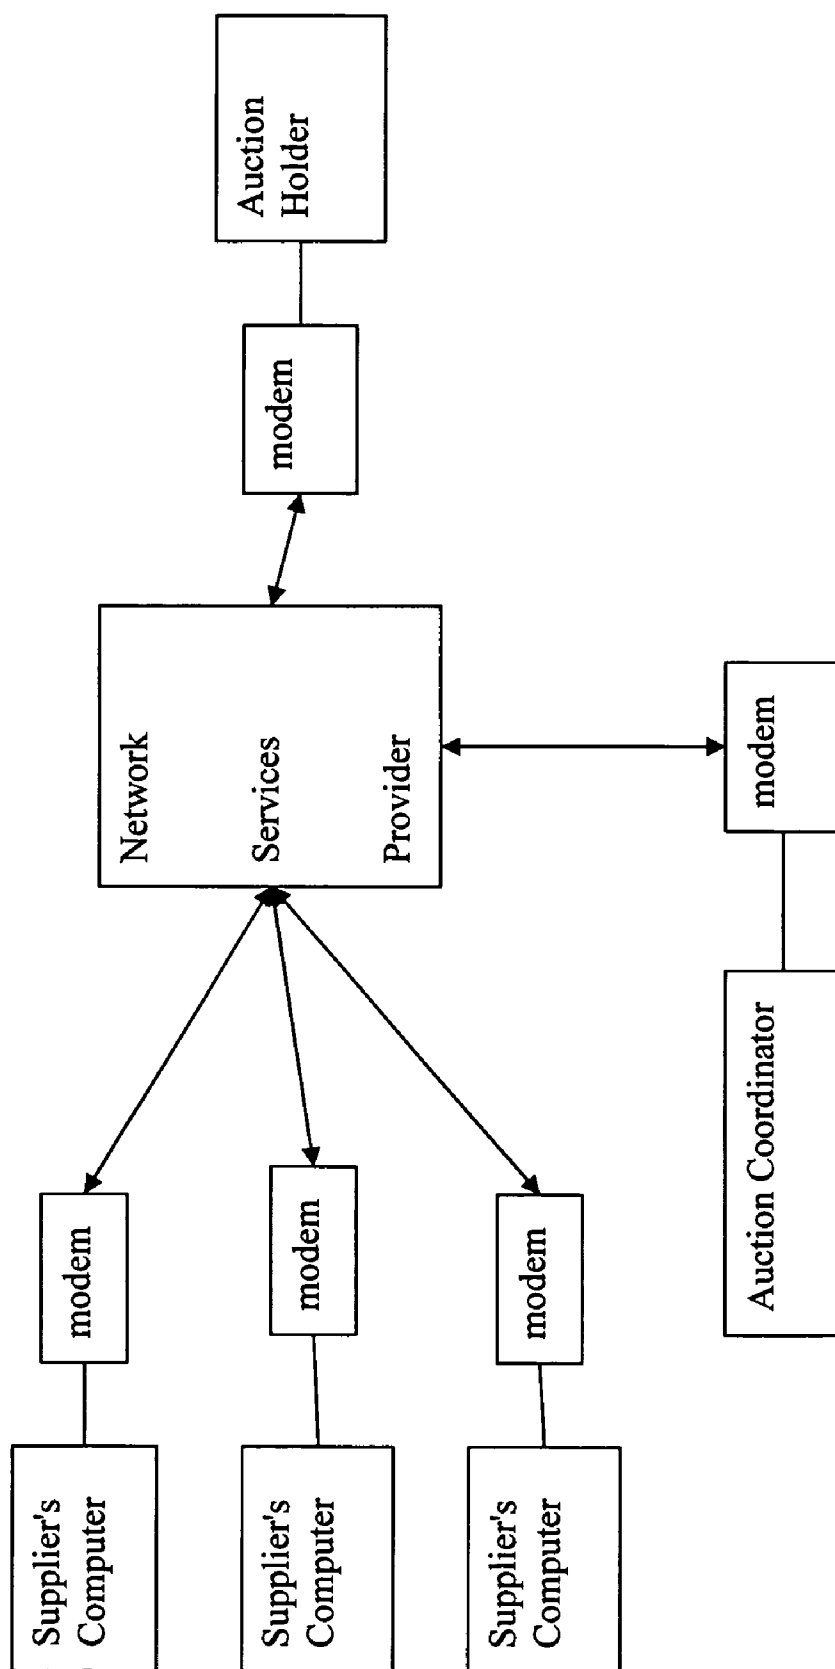 Supplier's
Computer
modem
Supplier's
Computer
modem
Supplier's
Computer
modem
Network
Services
Provider
modem
Auction
Holder
Auction Coordinator
modem